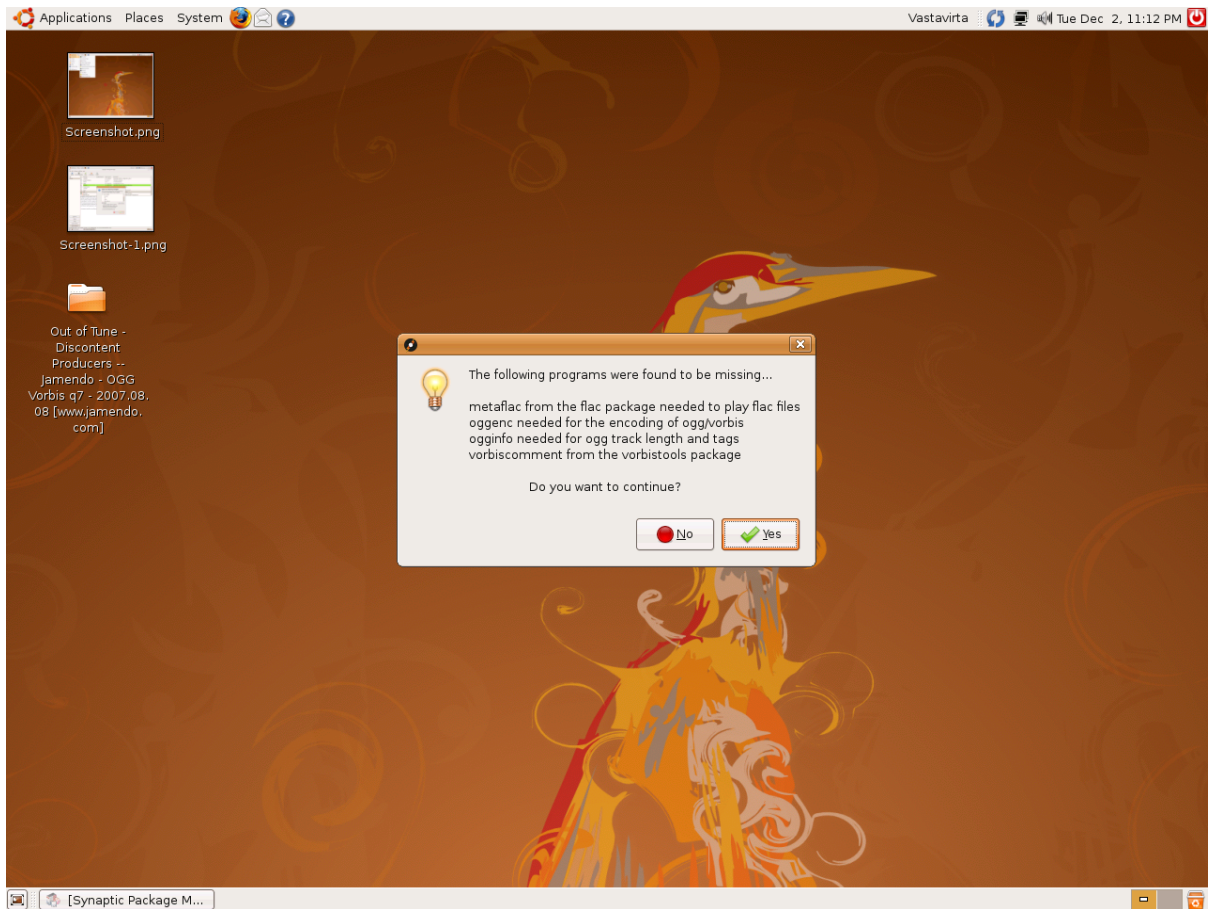 Applications Places System
Vastavirta
Tue Dec 2, 11:12 PM
Screenshot.png
Screenshot-1.png
Out of Tune -
Discontent
Producers --
Jamendo - OGG
Vorbis q7 - 2007.08.
08 [www.jamendo.
com]
The following programs were found to be missing...
metaflac from the flac package needed to play flac files
oggenc needed for the encoding of ogg/vorbis
ogginfo needed for ogg track length and tags
vorbiscomment from the vorbistools package
Do you want to continue?
No
Yes
[Synaptic Package M...